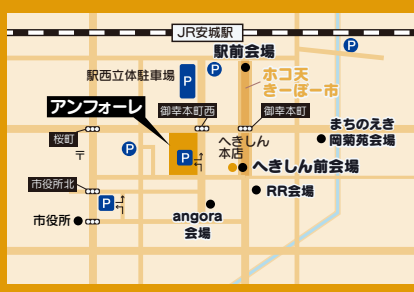 JR安城駅
駅前会場
P
P
駅西立体駐車場
P
ホコ天
きーぼー市
アンフォーレ
御幸本町西
御幸本町
まちのえき
岡菊苑会場
桜町
〒
P
P
へきしん
本店
へきしん前会場
市役所北
P
RR会場
市役所
angora
会場